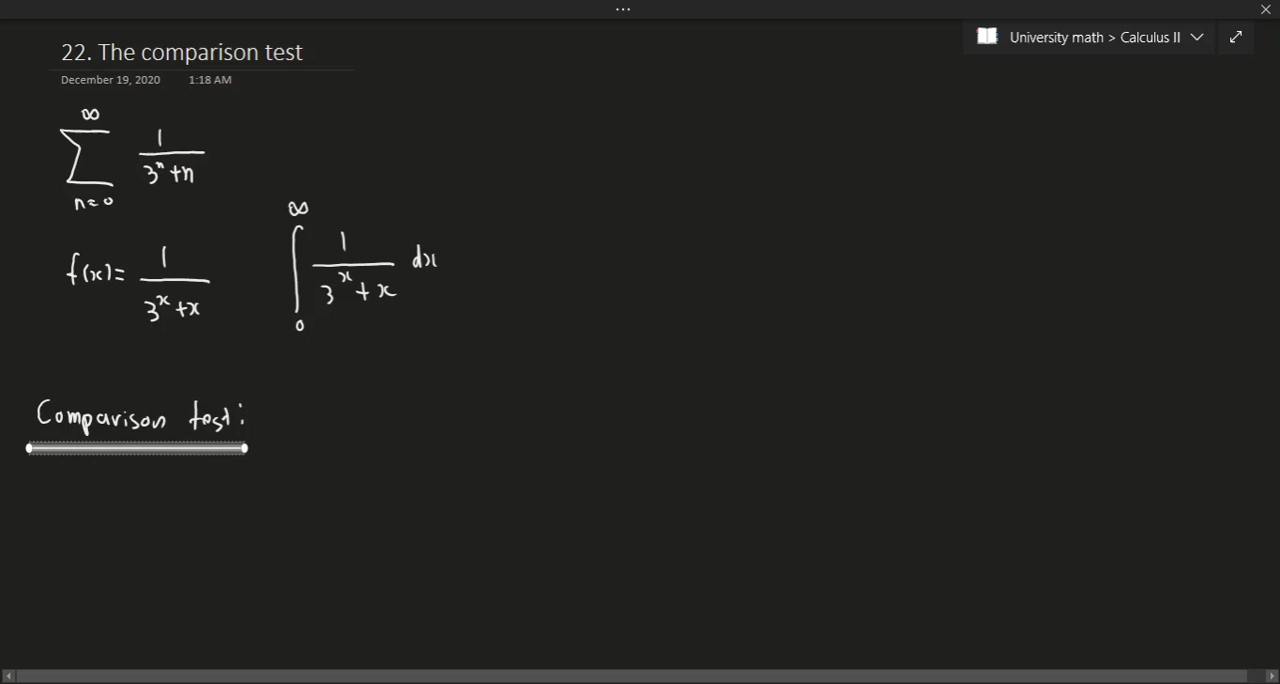 ...
22. The comparison test
University math > Calculus II
December 19, 2020 1:18 AM
∞
∑ 1/(3ⁿ+n)
n=0
f(x)= 1/(3ˣ+x)
∞
∫ 1/(3ˣ+x) dx
0
Comparison test: